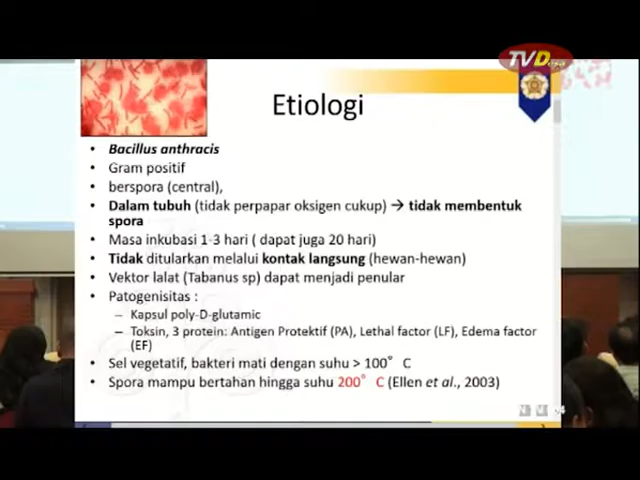 TVD
Etiologi
• Bacillus anthracis
• Gram positif
• berspora (central),
• Dalam tubuh (tidak perpapar oksigen cukup) → tidak membentuk
spora
• Masa inkubasi 1-3 hari ( dapat juga 20 hari)
• Tidak ditularkan melalui kontak langsung (hewan-hewan)
• Vektor lalat (Tabanus sp) dapat menjadi penular
• Patogenisitas :
– Kapsul poly-D-glutamic
– Toksin, 3 protein: Antigen Protektif (PA), Lethal factor (LF), Edema factor
(EF)
• Sel vegetatif, bakteri mati dengan suhu > 100° C
• Spora mampu bertahan hingga suhu 200° C (Ellen et al., 2003)